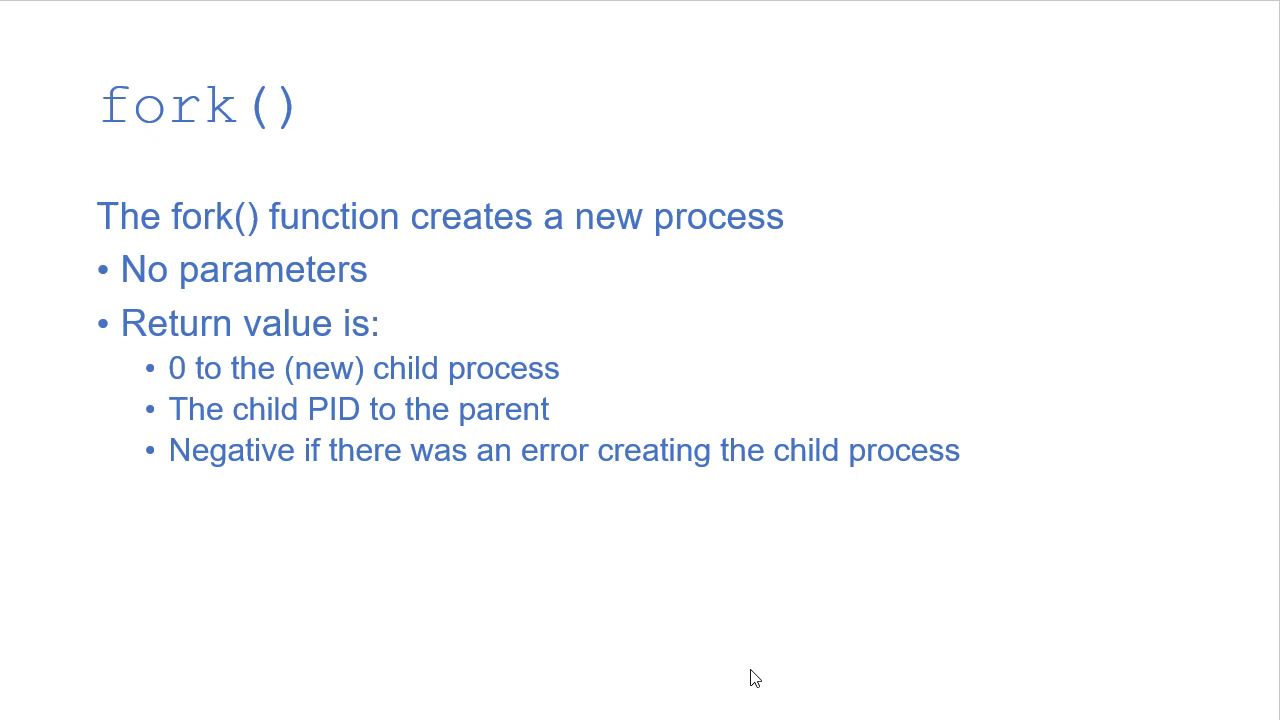 fork()
The fork() function creates a new process
• No parameters
• Return value is:
• 0 to the (new) child process
• The child PID to the parent
• Negative if there was an error creating the child process